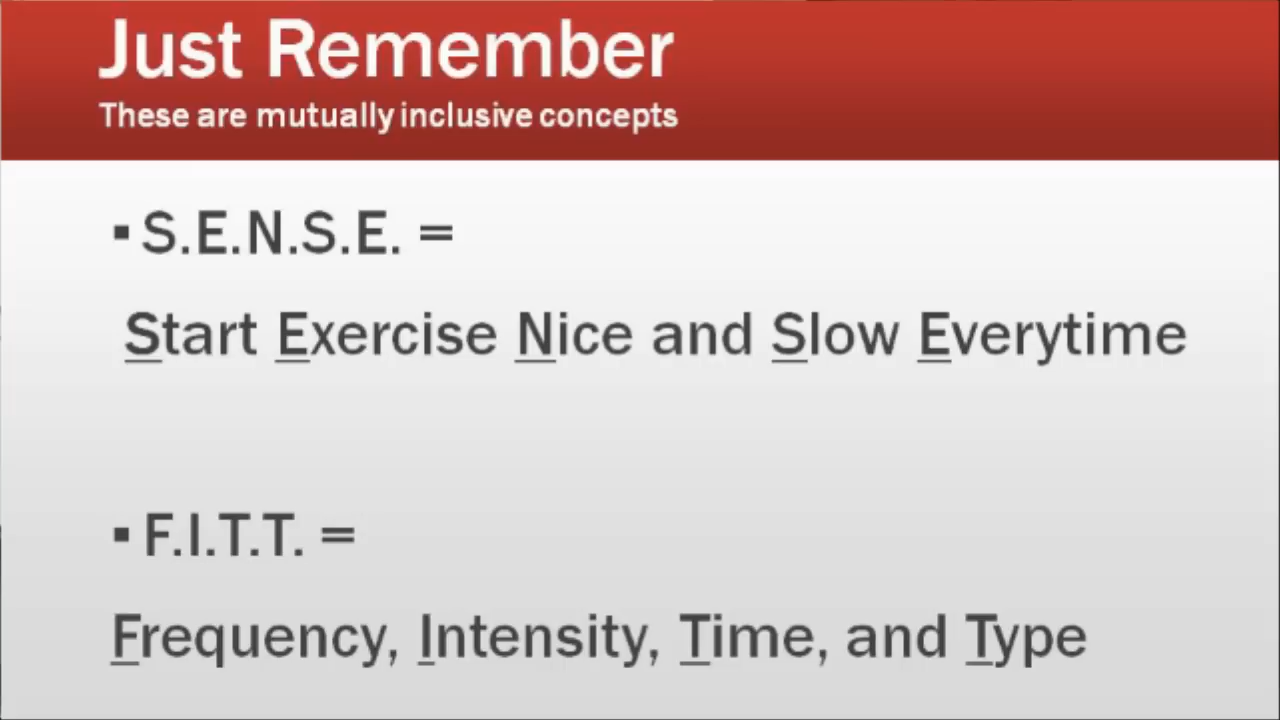 Just Remember
These are mutually inclusive concepts
▪ S.E.N.S.E. =
Start Exercise Nice and Slow Everytime
▪ F.I.T.T. =
Frequency, Intensity, Time, and Type